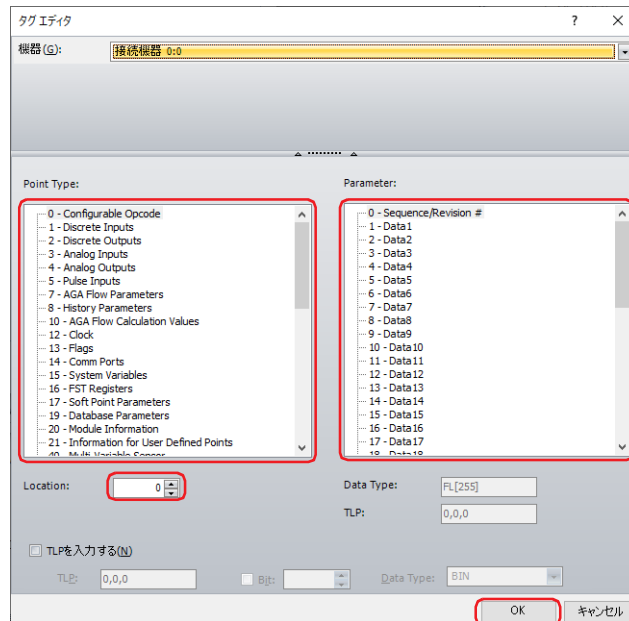 タグ エディタ ? ×
機器(G): 接続機器 0:0
Point Type:
0 - Configurable Opcode
1 - Discrete Inputs
2 - Discrete Outputs
3 - Analog Inputs
4 - Analog Outputs
5 - Pulse Inputs
7 - AGA Flow Parameters
8 - History Parameters
10 - AGA Flow Calculation Values
12 - Clock
13 - Flags
14 - Comm Ports
15 - System Variables
16 - FST Registers
17 - Soft Point Parameters
19 - Database Parameters
20 - Module Information
21 - Information for User Defined Points
40 - Multi Variable Sensor
Parameter:
0 - Sequence/Revision #
1 - Data1
2 - Data2
3 - Data3
4 - Data4
5 - Data5
6 - Data6
7 - Data7
8 - Data8
9 - Data9
10 - Data10
11 - Data11
12 - Data12
13 - Data13
14 - Data14
15 - Data15
16 - Data16
17 - Data17
18 - Data18
Location: 0
Data Type: FL[255]
TLP: 0,0,0
TLPを入力する(N)
TLP: 0,0,0 Bit: Data Type: BIN
OK キャンセル